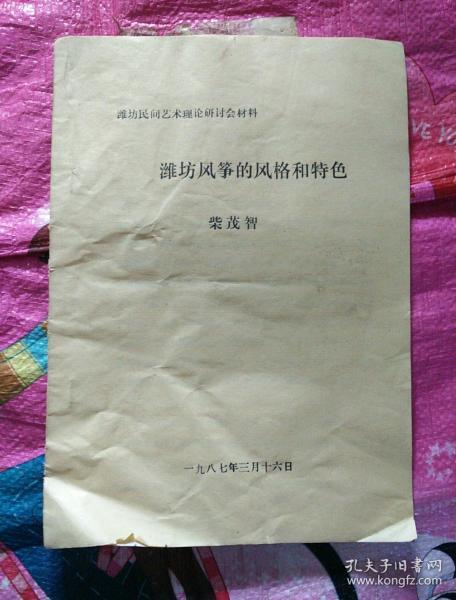 潍坊民间艺术理论研讨会材料
潍坊风筝的风格和特色
柴茂智
一九八七年三月十六日
孔夫子旧书网
www.kongfz.com